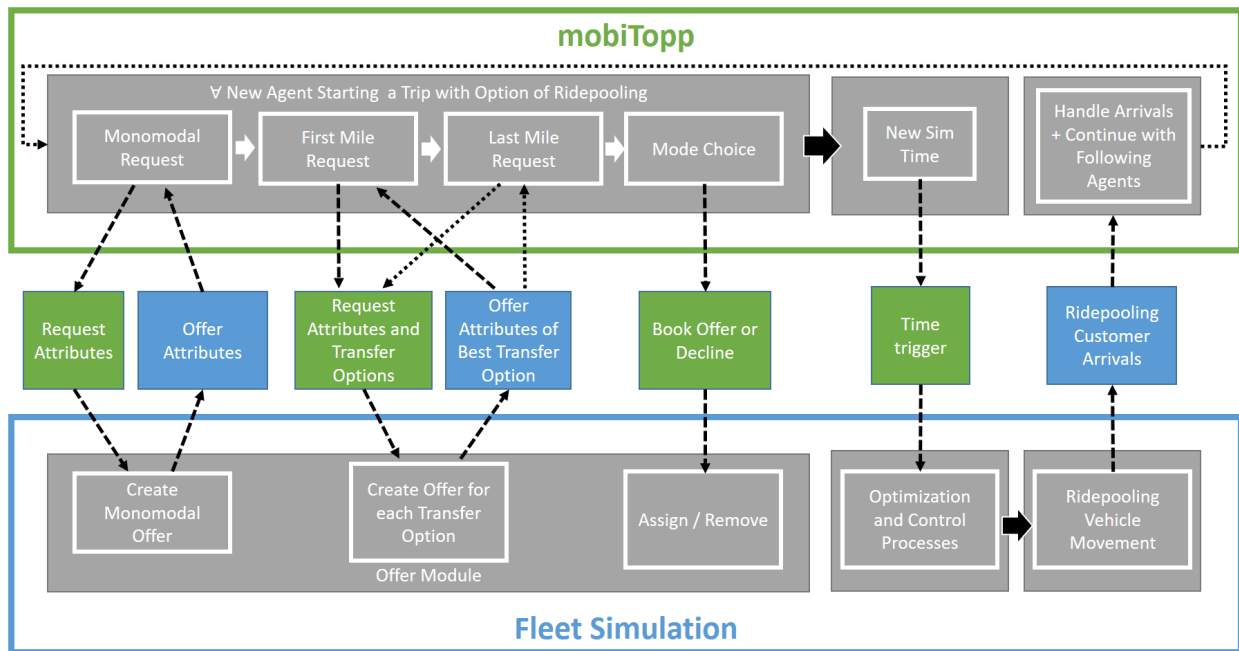 mobiTopp
∀ New Agent Starting a Trip with Option of Ridepooling
Monomodal
Request
First Mile
Request
Last Mile
Request
Mode Choice
New Sim
Time
Handle Arrivals
+ Continue with
Following
Agents
Request
Attributes
Offer
Attributes
Request
Attributes and
Transfer
Options
Offer
Attributes of
Best Transfer
Option
Book Offer or
Decline
Time
trigger
Ridepooling
Customer
Arrivals
Create
Monomodal
Offer
Create Offer for
each Transfer
Option
Assign / Remove
Offer Module
Optimization
and Control
Processes
Ridepooling
Vehicle
Movement
Fleet Simulation